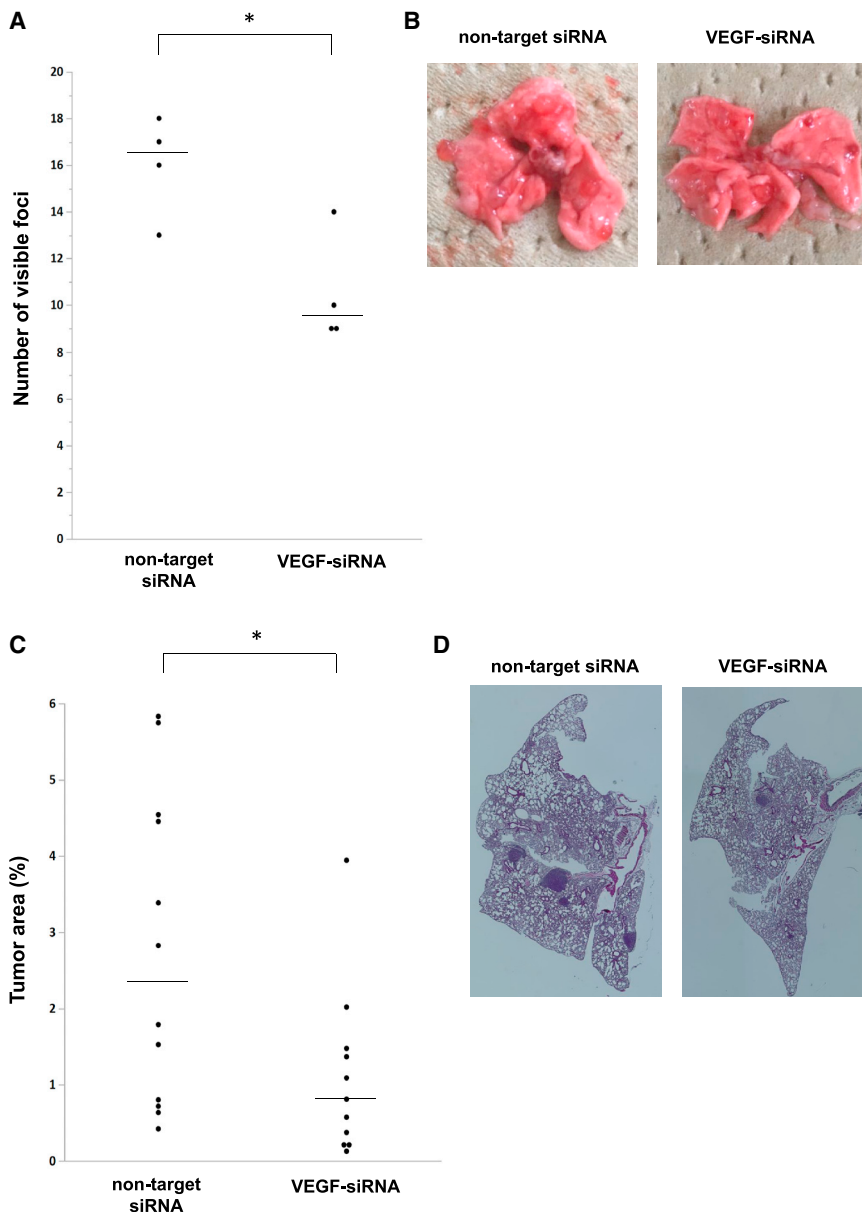 A
*
Number of visible foci
20
18
16
14
12
10
8
6
4
2
0
non-target
siRNA
VEGF-siRNA
B
non-target siRNA
VEGF-siRNA
C
*
Tumor area (%)
6
5
4
3
2
1
0
non-target
siRNA
VEGF-siRNA
D
non-target siRNA
VEGF-siRNA